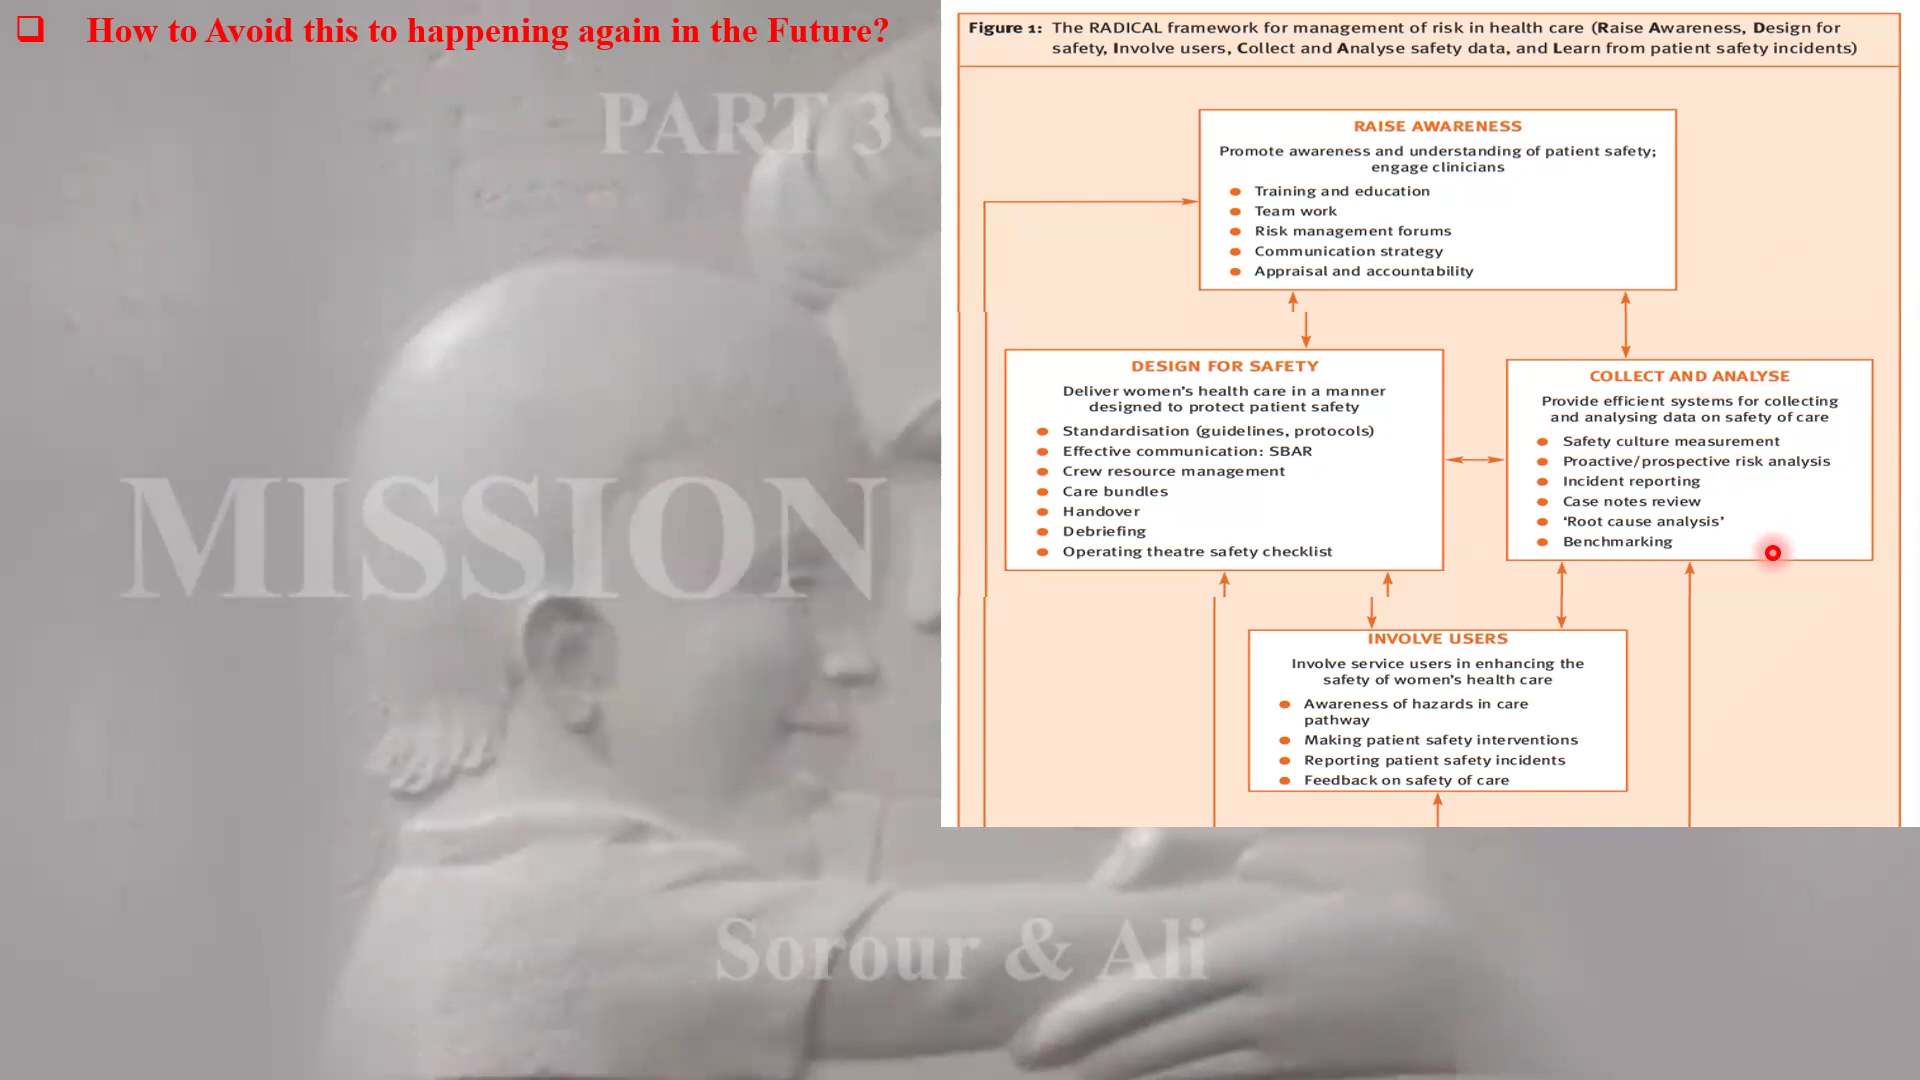 How to Avoid this to happening again in the Future?
PART 3 -
MISSION
Sorour & Ali
Figure 1: The RADICAL framework for management of risk in health care (Raise Awareness, Design for
safety, Involve users, Collect and Analyse safety data, and Learn from patient safety incidents)
RAISE AWARENESS
Promote awareness and understanding of patient safety;
engage clinicians
Training and education
Team work
Risk management forums
Communication strategy
Appraisal and accountability
DESIGN FOR SAFETY
Deliver women's health care in a manner
designed to protect patient safety
Standardisation (guidelines, protocols)
Effective communication: SBAR
Crew resource management
Care bundles
Handover
Debriefing
Operating theatre safety checklist
COLLECT AND ANALYSE
Provide efficient systems for collecting
and analysing data on safety of care
Safety culture measurement
Proactive/prospective risk analysis
Incident reporting
Case notes review
‘Root cause analysis’
Benchmarking
INVOLVE USERS
Involve service users in enhancing the
safety of women's health care
Awareness of hazards in care
pathway
Making patient safety interventions
Reporting patient safety incidents
Feedback on safety of care